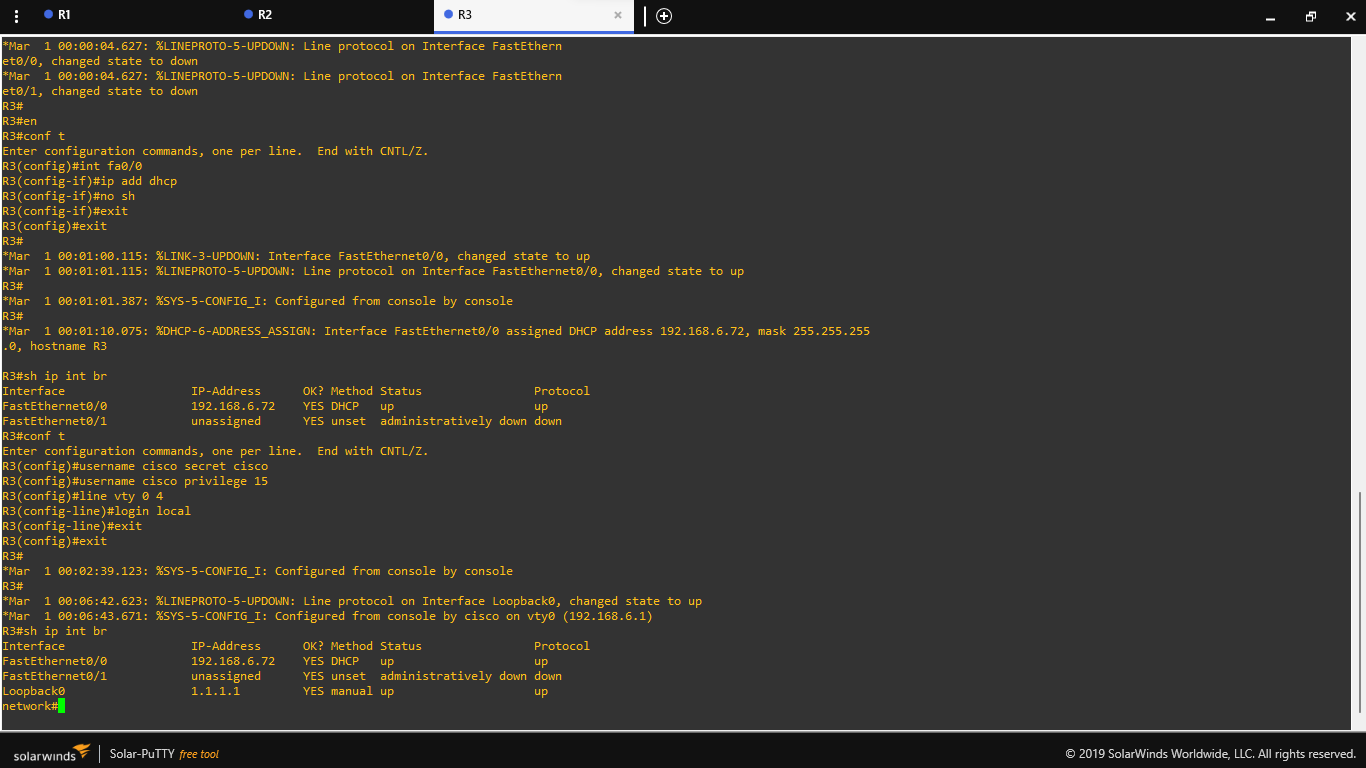 R1
R2
R3
*Mar  1 00:00:04.627: %LINEPROTO-5-UPDOWN: Line protocol on Interface FastEthern
et0/0, changed state to down
*Mar  1 00:00:04.627: %LINEPROTO-5-UPDOWN: Line protocol on Interface FastEthern
et0/1, changed state to down
R3#
R3#en
R3#conf t
Enter configuration commands, one per line.  End with CNTL/Z.
R3(config)#int fa0/0
R3(config-if)#ip add dhcp
R3(config-if)#no sh
R3(config-if)#exit
R3(config)#exit
R3#
*Mar  1 00:01:00.115: %LINK-3-UPDOWN: Interface FastEthernet0/0, changed state to up
*Mar  1 00:01:01.115: %LINEPROTO-5-UPDOWN: Line protocol on Interface FastEthernet0/0, changed state to up
R3#
*Mar  1 00:01:01.387: %SYS-5-CONFIG_I: Configured from console by console
R3#
*Mar  1 00:01:10.075: %DHCP-6-ADDRESS_ASSIGN: Interface FastEthernet0/0 assigned DHCP address 192.168.6.72, mask 255.255.255
.0, hostname R3
R3#sh ip int br
Interface                  IP-Address      OK? Method Status                Protocol
FastEthernet0/0            192.168.6.72    YES DHCP   up                    up
FastEthernet0/1            unassigned      YES unset  administratively down down
R3#conf t
Enter configuration commands, one per line.  End with CNTL/Z.
R3(config)#username cisco secret cisco
R3(config)#username cisco privilege 15
R3(config)#line vty 0 4
R3(config-line)#login local
R3(config-line)#exit
R3(config)#exit
R3#
*Mar  1 00:02:39.123: %SYS-5-CONFIG_I: Configured from console by console
R3#
*Mar  1 00:06:42.623: %LINEPROTO-5-UPDOWN: Line protocol on Interface Loopback0, changed state to up
*Mar  1 00:06:43.671: %SYS-5-CONFIG_I: Configured from console by cisco on vty0 (192.168.6.1)
R3#sh ip int br
Interface                  IP-Address      OK? Method Status                Protocol
FastEthernet0/0            192.168.6.72    YES DHCP   up                    up
FastEthernet0/1            unassigned      YES unset  administratively down down
Loopback0                  1.1.1.1         YES manual up                    up
network#
solarwinds | Solar-PuTTY free tool
© 2019 SolarWinds Worldwide, LLC. All rights reserved.